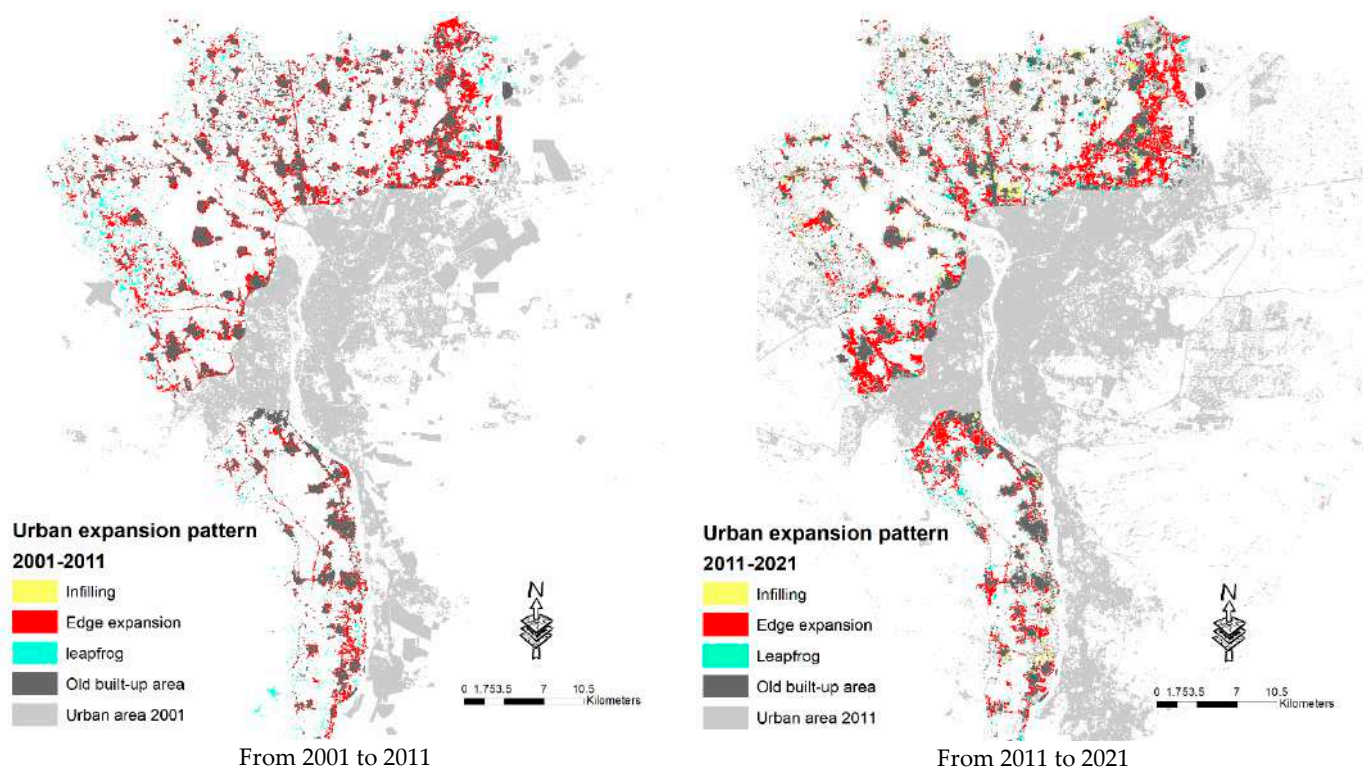 Urban expansion pattern
2001-2011
Infilling
Edge expansion
leapfrog
Old built-up area
Urban area 2001
N
0 1.753.5 7 10.5
Kilometers
From 2001 to 2011
Urban expansion pattern
2011-2021
Infilling
Edge expansion
Leapfrog
Old built-up area
Urban area 2011
N
0 1.753.5 7 10.5
Kilometers
From 2011 to 2021